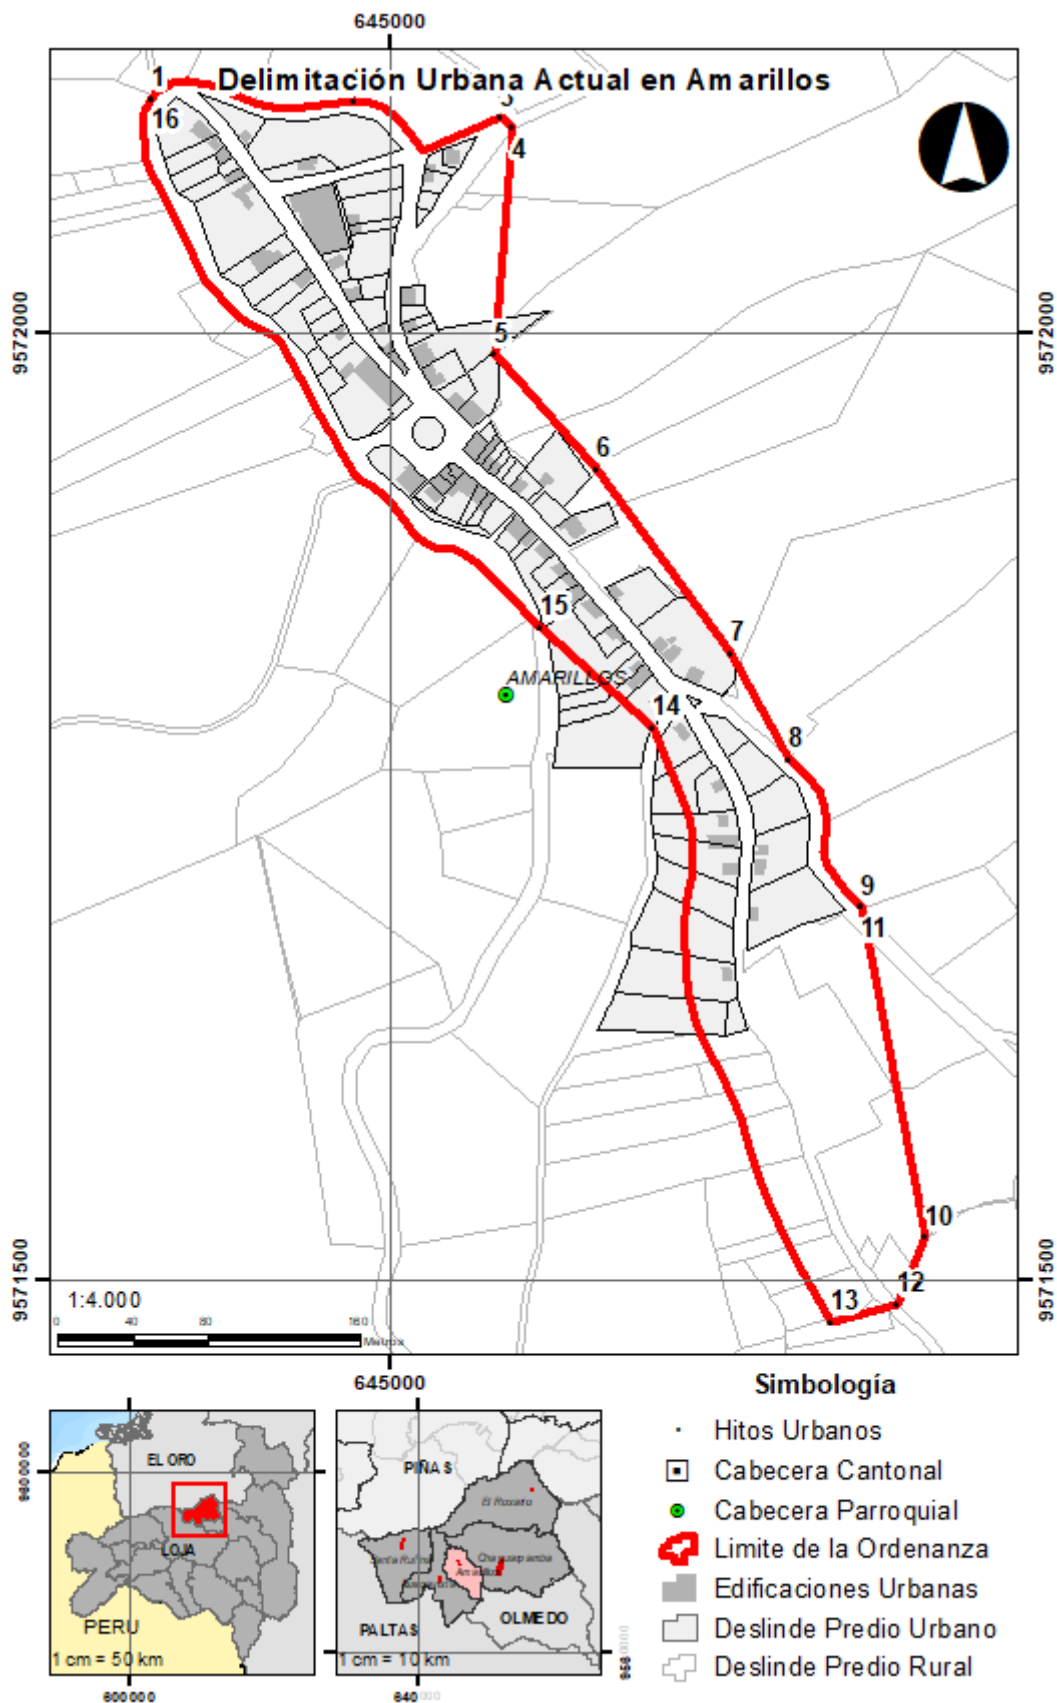 645000
Delimitación Urbana Actual en Amarillos
1
16
3
4
9572000
9572000
5
6
15
7
AMARILLOS
14
8
9
11
10
12
13
9571500
9571500
1:4.000
0 40 80 160
Metros
645000
Simbología
Hitos Urbanos
Cabecera Cantonal
Cabecera Parroquial
Limite de la Ordenanza
Edificaciones Urbanas
Deslinde Predio Urbano
Deslinde Predio Rural
EL ORO
LOJA
PERU
1 cm = 50 km
600000
PIÑAS
El Rosario
Santa Rufina
Chaguarpamba
Amarillos
PALTAS
OLMEDO
1 cm = 10 km
640000